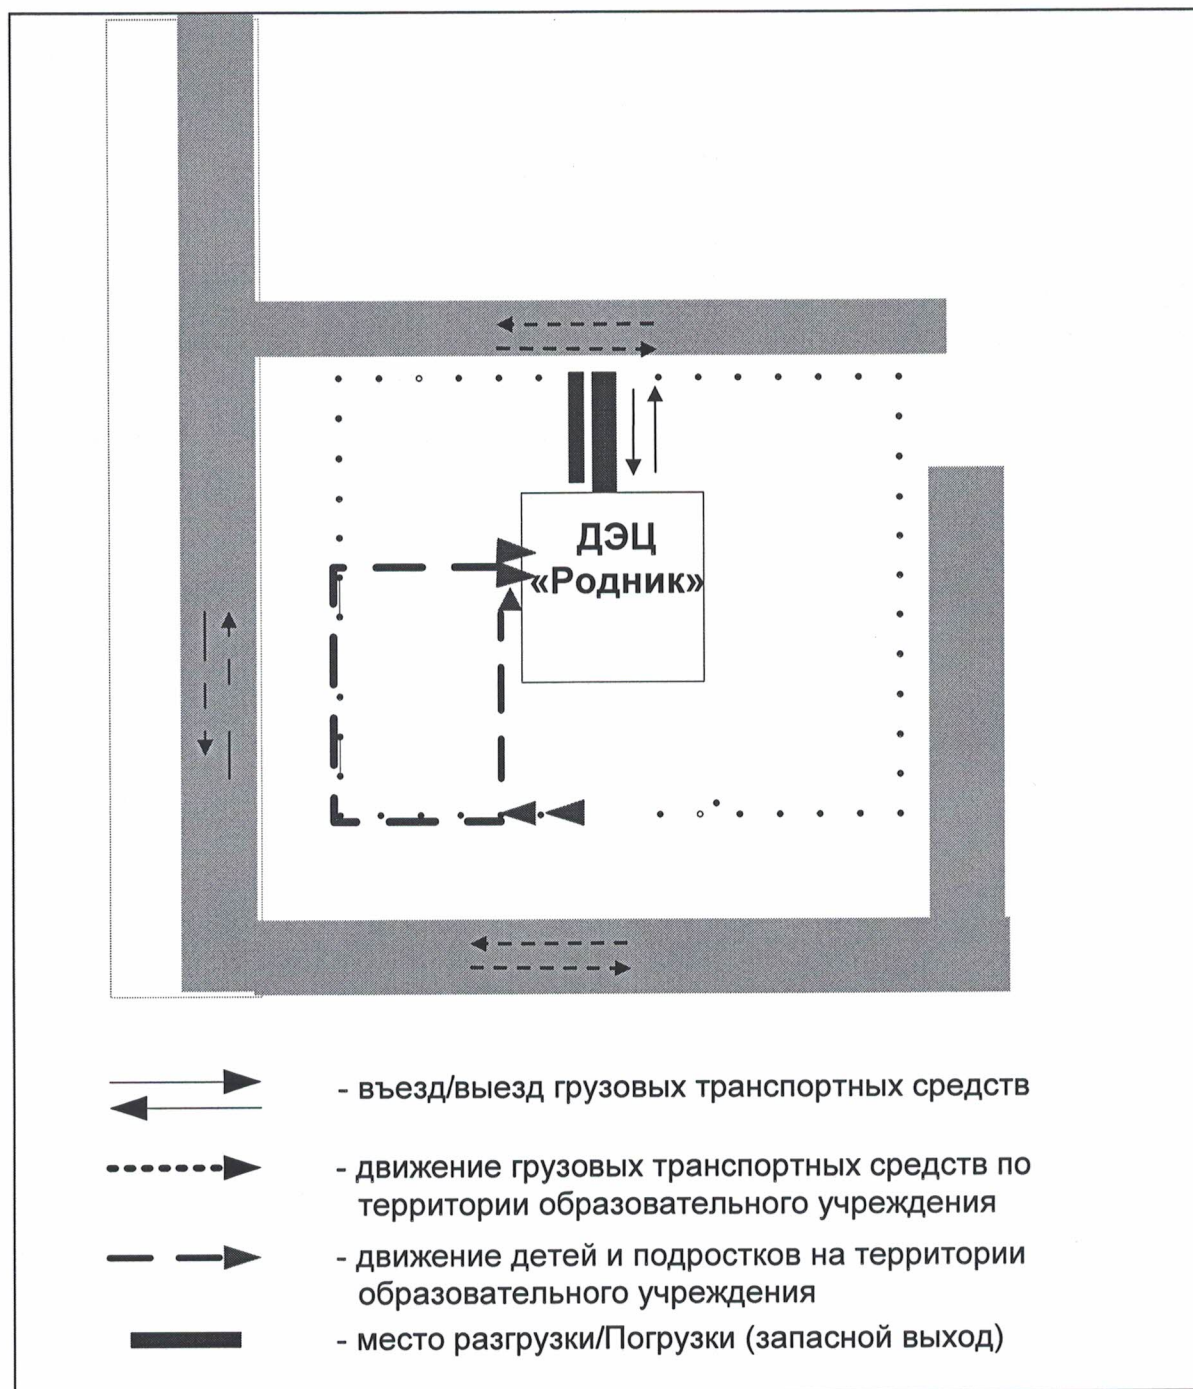 ДЭЦ
«Родник»
- въезд/выезд грузовых транспортных средств
- движение грузовых транспортных средств по
территории образовательного учреждения
- движение детей и подростков на территории
образовательного учреждения
- место разгрузки/Погрузки (запасной выход)